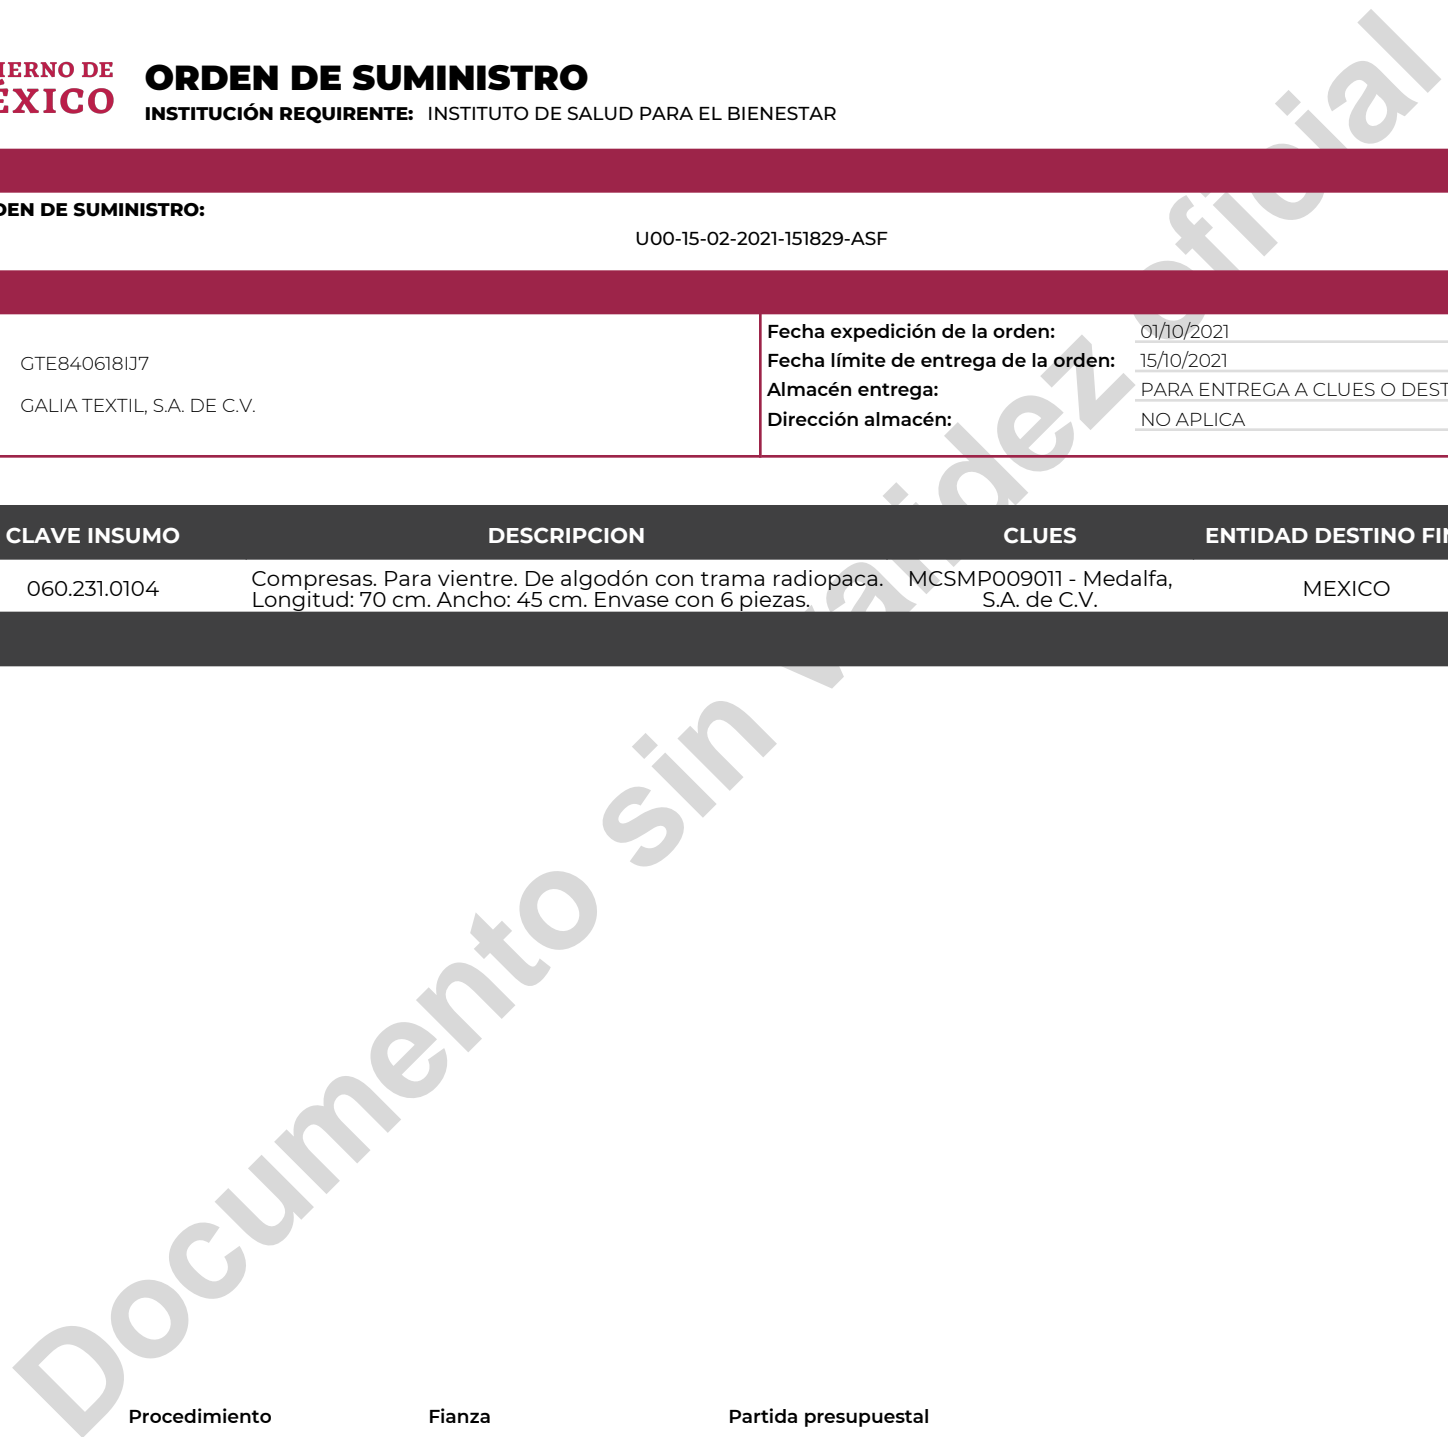 IERNO DE
ÉXICO
ORDEN DE SUMINISTRO
INSTITUCIÓN REQUIRENTE: INSTITUTO DE SALUD PARA EL BIENESTAR
DEN DE SUMINISTRO:
U00-15-02-2021-151829-ASF
GTE840618IJ7
GALIA TEXTIL, S.A. DE C.V.
Fecha expedición de la orden: 01/10/2021
Fecha límite de entrega de la orden: 15/10/2021
Almacén entrega: PARA ENTREGA A CLUES O DEST
Dirección almacén: NO APLICA
CLAVE INSUMO DESCRIPCION CLUES ENTIDAD DESTINO FIN
060.231.0104
Compresas. Para vientre. De algodón con trama radiopaca.
Longitud: 70 cm. Ancho: 45 cm. Envase con 6 piezas.
MCSMP009011 - Medalfa,
S.A. de C.V.
MEXICO
Documento sin validez oficial
Procedimiento Fianza Partida presupuestal